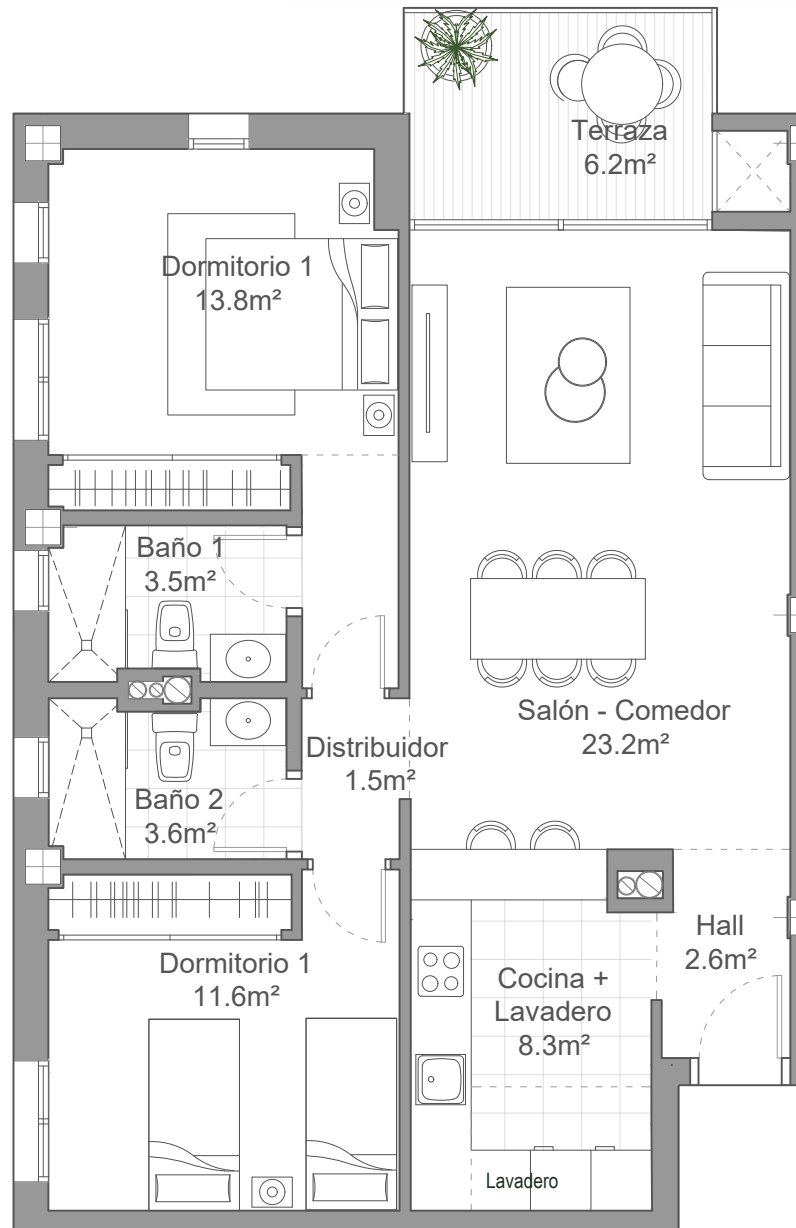 Terraza
6.2m²
Dormitorio 1
13.8m²
Baño 1
3.5m²
Salón - Comedor
23.2m²
Distribuidor
1.5m²
Baño 2
3.6m²
Hall
2.6m²
Dormitorio 1
11.6m²
Cocina +
Lavadero
8.3m²
Lavadero